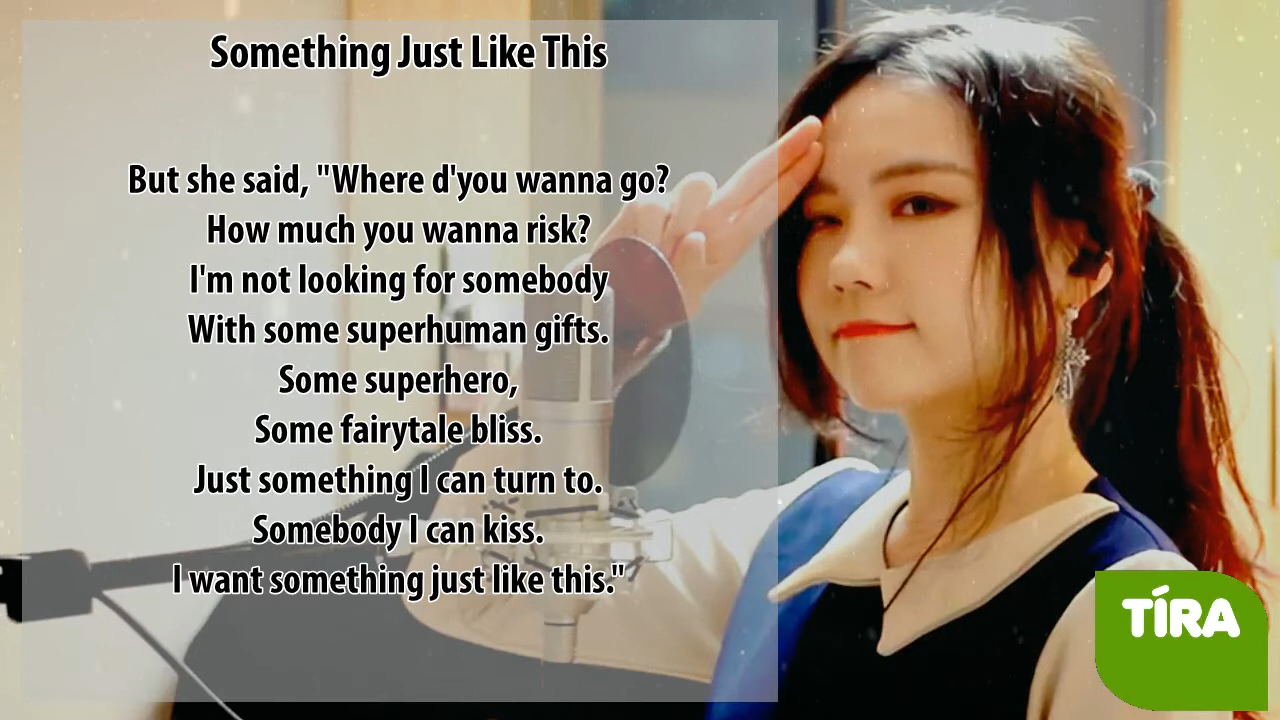 Something Just Like This
But she said, "Where d'you wanna go?
How much you wanna risk?
I'm not looking for somebody
With some superhuman gifts.
Some superhero,
Some fairytale bliss.
Just something I can turn to.
Somebody I can kiss.
I want something just like this."
TÍRA